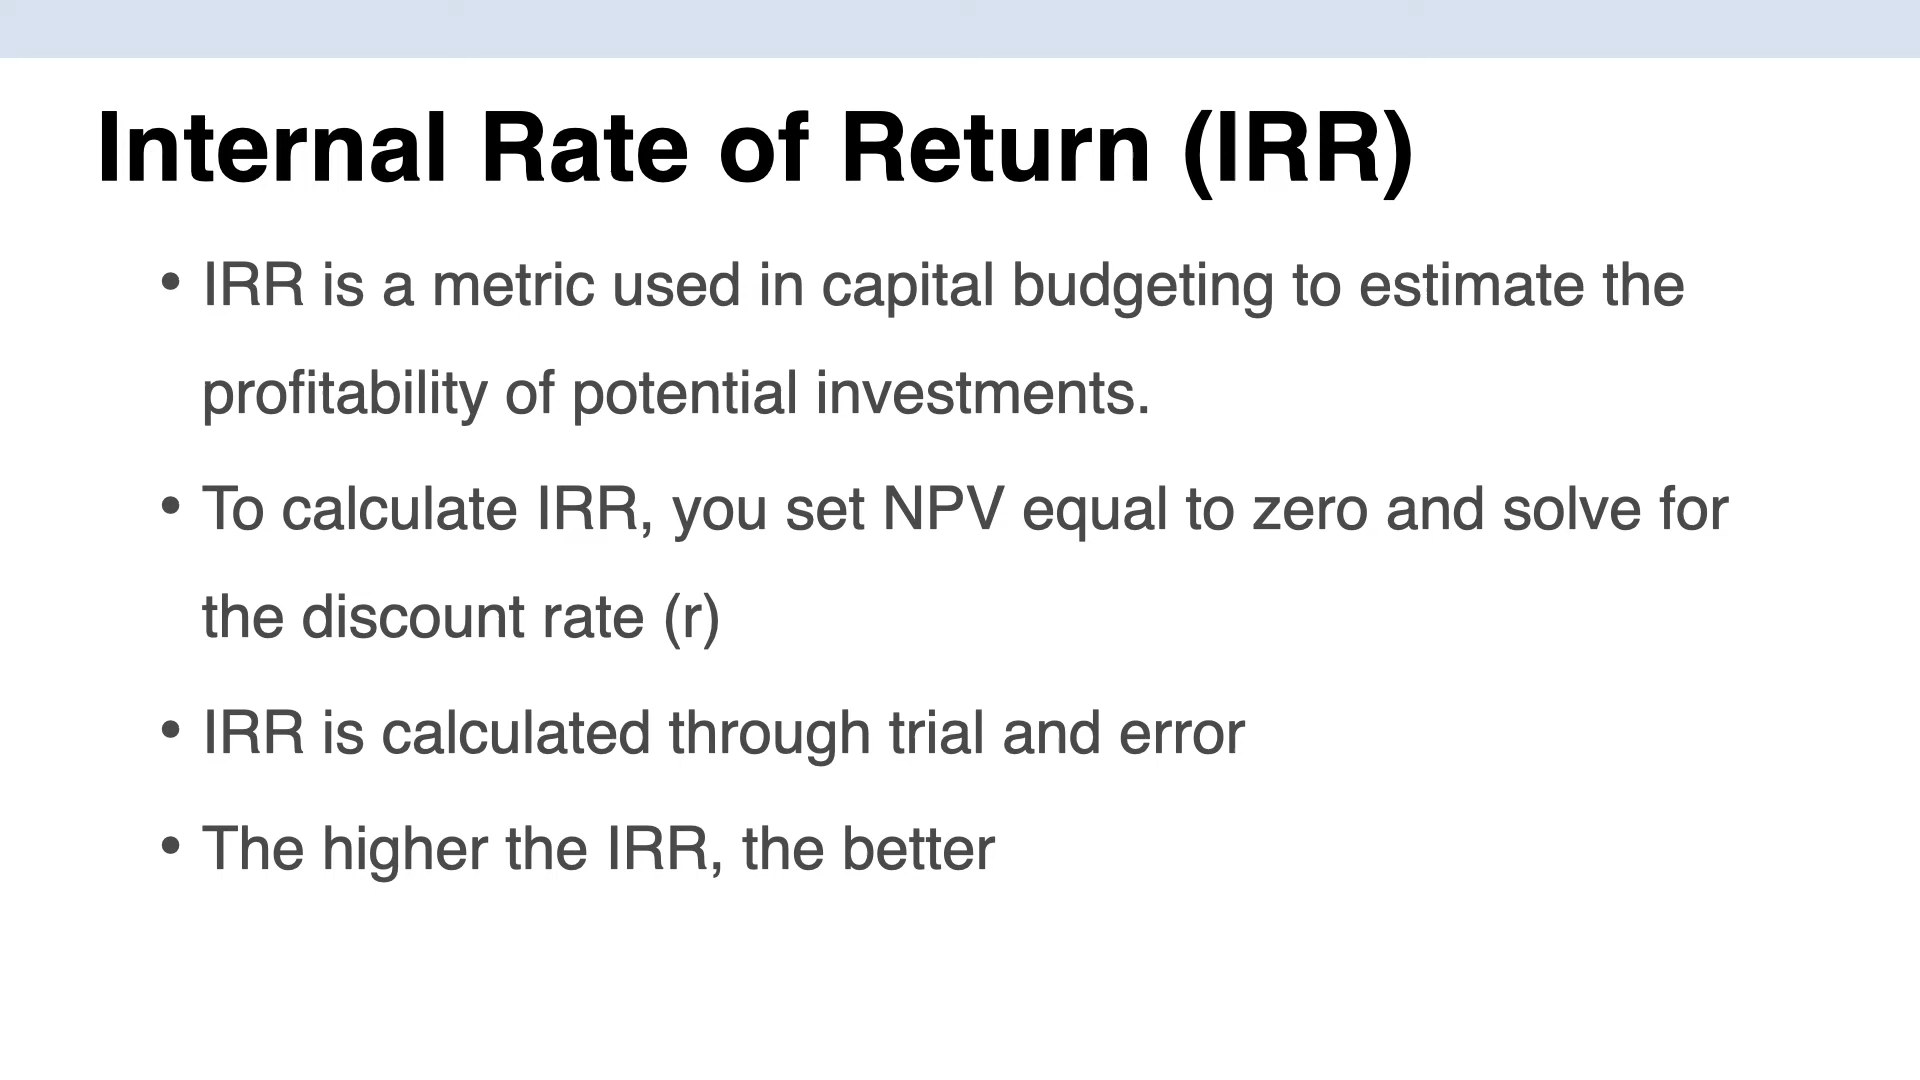 Internal Rate of Return (IRR)
• IRR is a metric used in capital budgeting to estimate the
profitability of potential investments.
• To calculate IRR, you set NPV equal to zero and solve for
the discount rate (r)
• IRR is calculated through trial and error
• The higher the IRR, the better